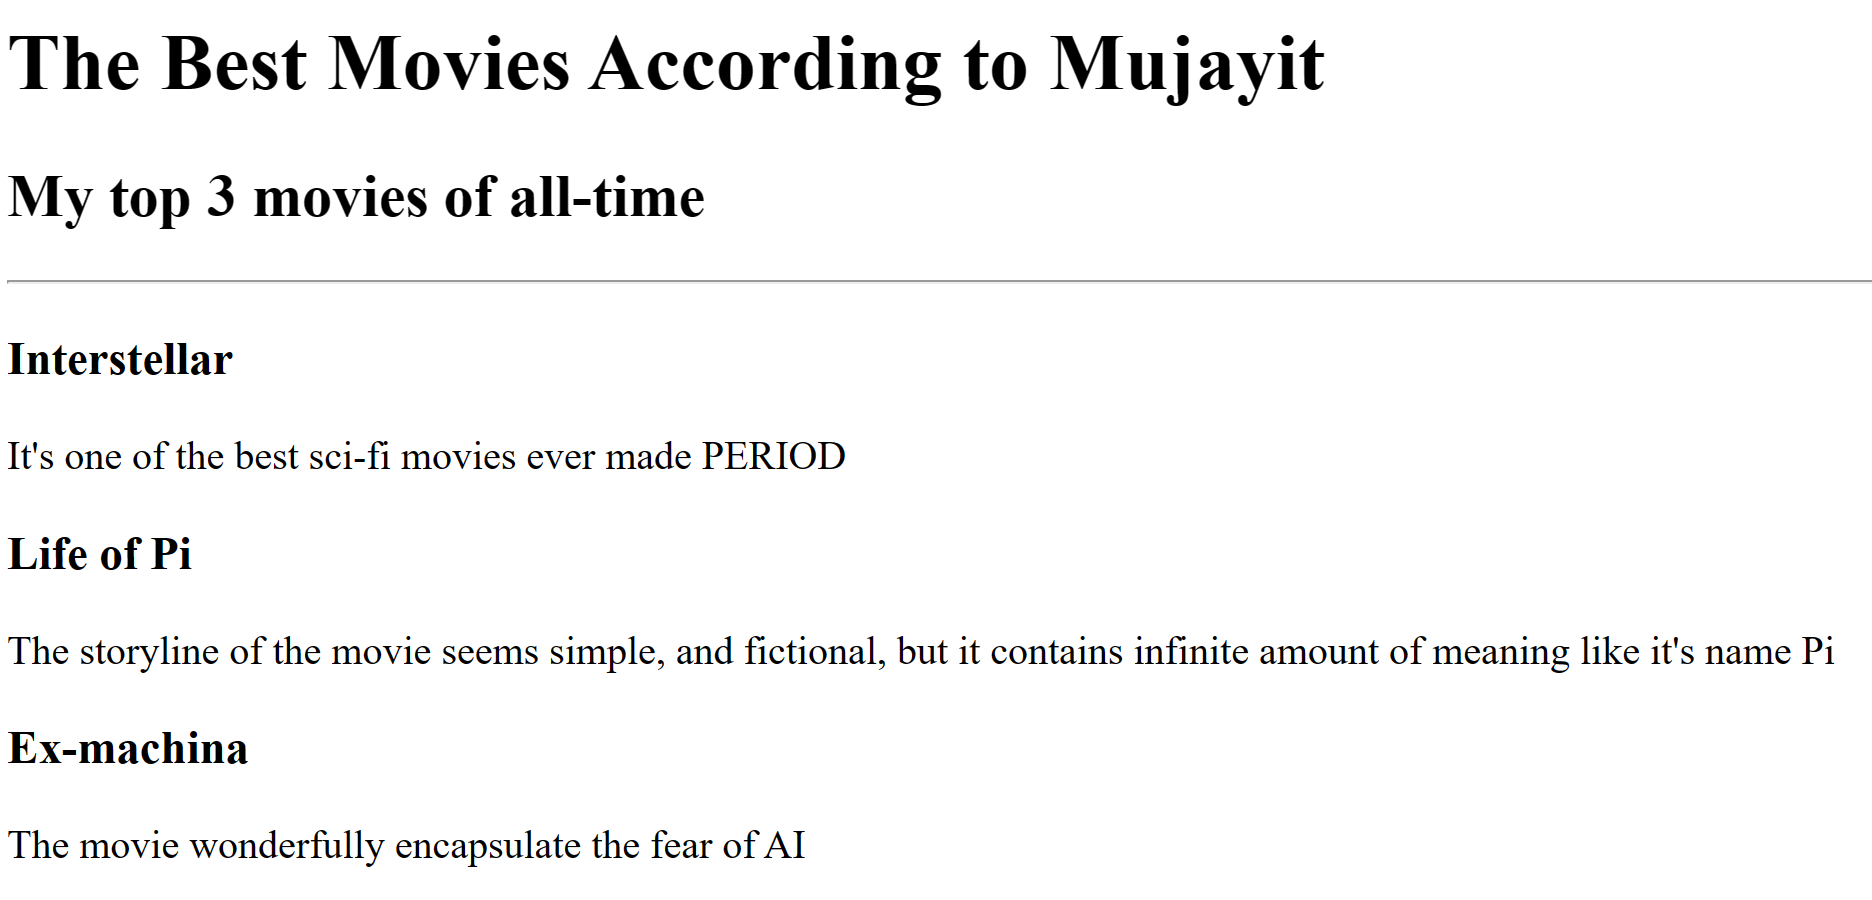 The Best Movies According to Mujayit
My top 3 movies of all-time
Interstellar
It's one of the best sci-fi movies ever made PERIOD
Life of Pi
The storyline of the movie seems simple, and fictional, but it contains infinite amount of meaning like it's name Pi
Ex-machina
The movie wonderfully encapsulate the fear of AI